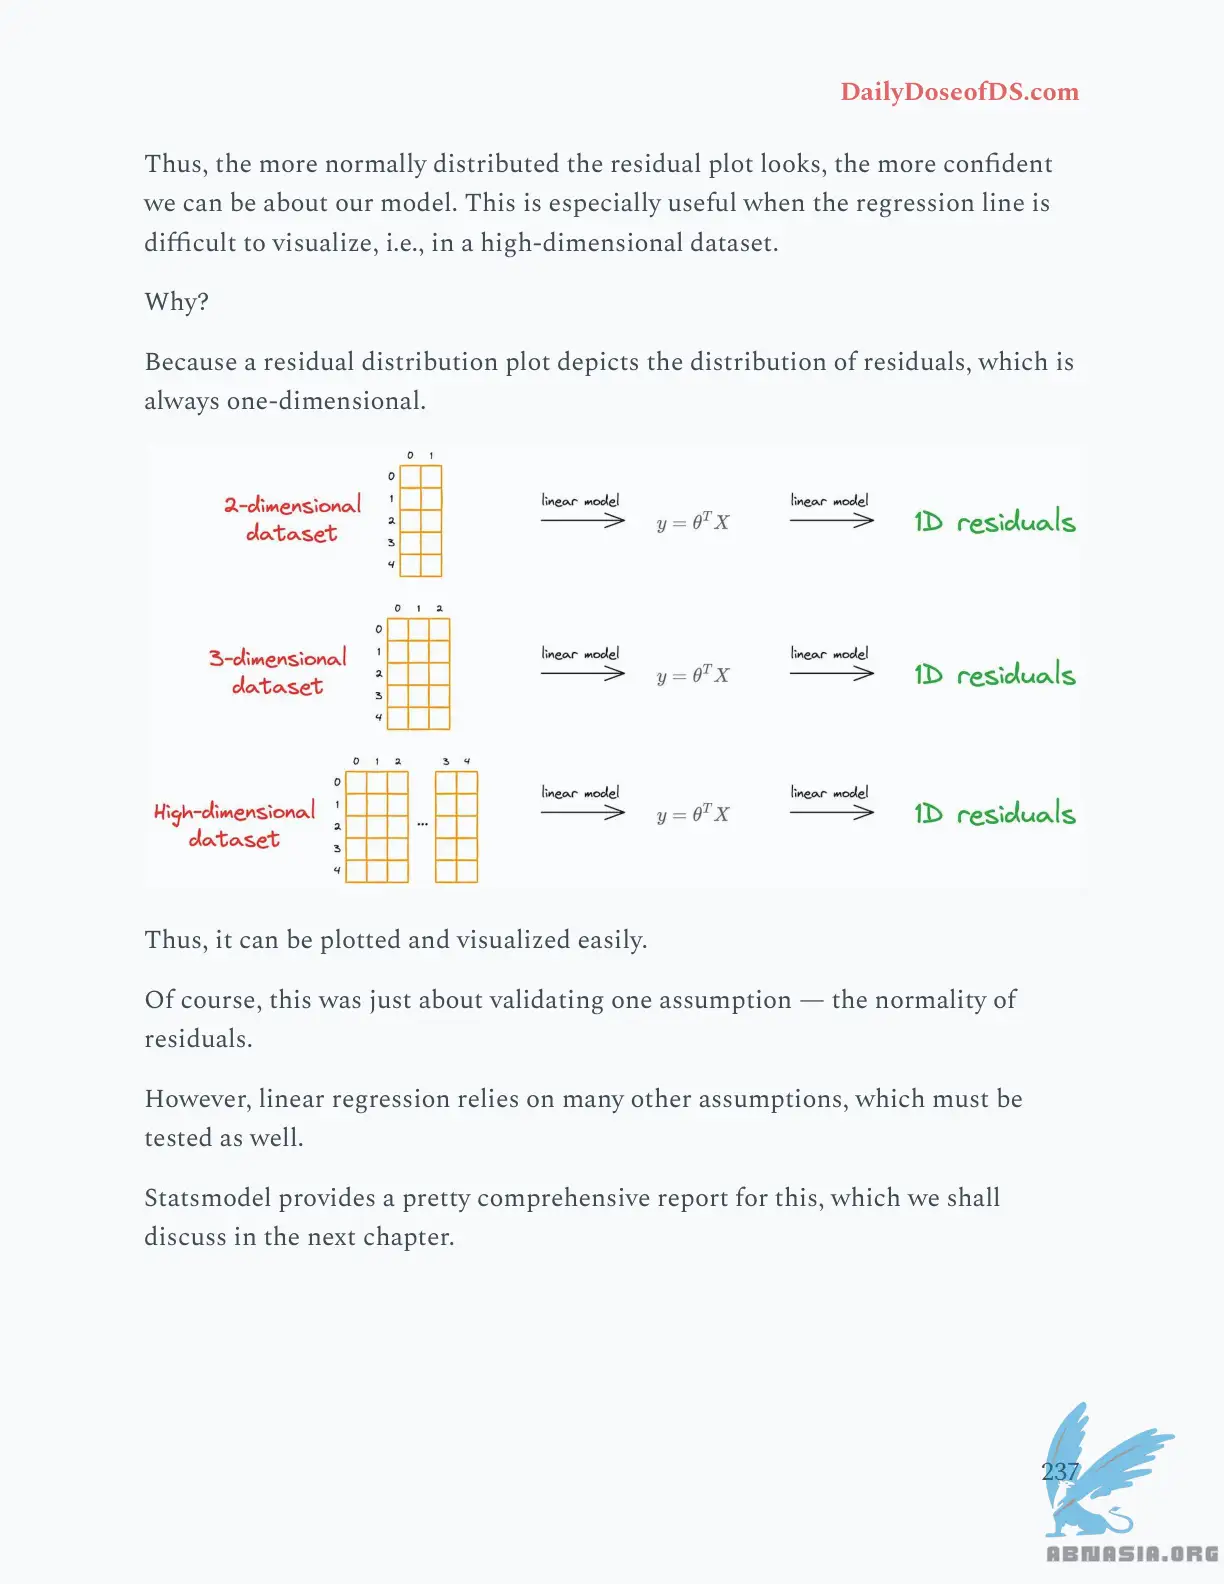 DailyDoseofDS.com
Thus, the more normally distributed the residual plot looks, the more confident
we can be about our model. This is especially useful when the regression line is
difficult to visualize, i.e., in a high-dimensional dataset.
Why?
Because a residual distribution plot depicts the distribution of residuals, which is
always one-dimensional.
0 1
0
1
2
3
4
2-dimensional
dataset
linear model
y = θᵀX
linear model
1D residuals
0 1 2
0
1
2
3
4
3-dimensional
dataset
linear model
y = θᵀX
linear model
1D residuals
0 1 2 3 4
0
1
2
3
4
...
High-dimensional
dataset
linear model
y = θᵀX
linear model
1D residuals
Thus, it can be plotted and visualized easily.
Of course, this was just about validating one assumption — the normality of
residuals.
However, linear regression relies on many other assumptions, which must be
tested as well.
Statsmodel provides a pretty comprehensive report for this, which we shall
discuss in the next chapter.
237
ABNASIA.ORG